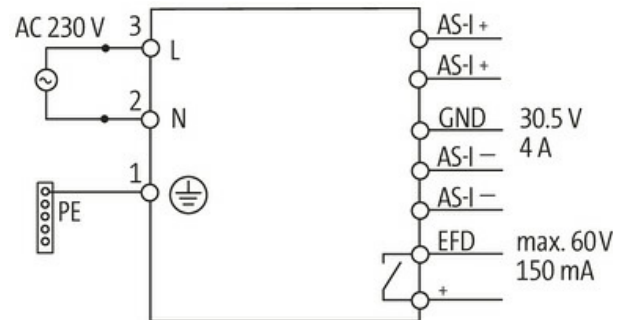 AC 230 V
3
L
2
N
1
PE
AS-I +
AS-I +
GND 30.5 V
4 A
AS-I —
AS-I —
EFD max. 60 V
150 mA
+